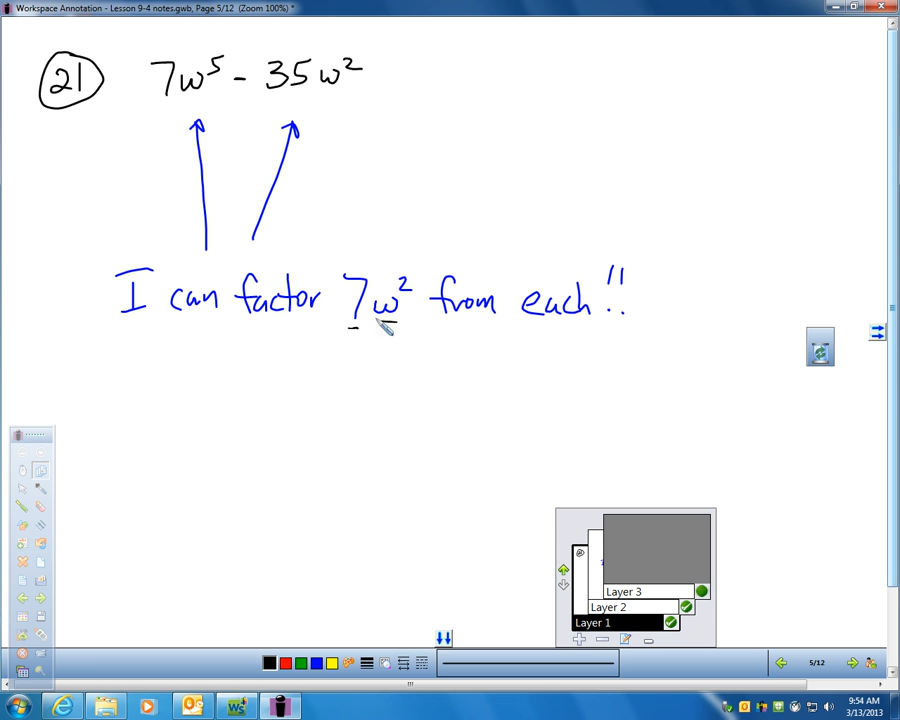 Workspace Annotation - Lesson 9-4 notes.gwb, Page 5/12 (Zoom 100%) *
21 7w⁵ - 35w²
I can factor 7w² from each!!
Layer 3
Layer 2
Layer 1
5/12
9:54 AM
3/13/2013